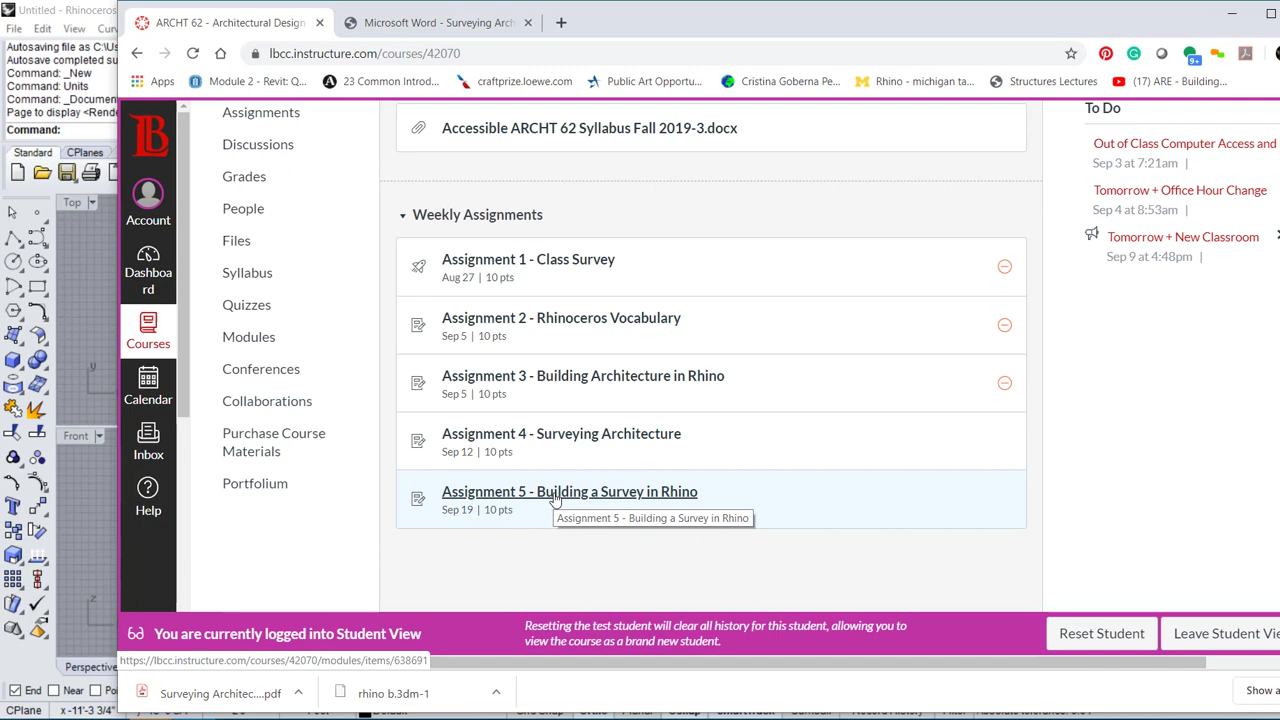 Untitled - Rhinoceros
File Edit View
Autosaving file as C:\Us
Autosave completed su
Command: _New
Command: Units
Command: _Docume
Page to display <Rende
Command:
Standard CPlanes
Top
y
Front
z
Perspective
End Near
CPlane x -11'-3 3/4"
ARCHT 62 - Architectural Design
Microsoft Word - Surveying Arch
lbcc.instructure.com/courses/42070
9+
Apps Module 2 - Revit: Q... 23 Common Introd... craftprize.loewe.com Public Art Opportu... Cristina Goberna Pe... Rhino - michigan ta... Structures Lectures (17) ARE - Building...
LB
Account
Dashboa
rd
Courses
Calendar
Inbox
Help
Assignments
Discussions
Grades
People
Files
Syllabus
Quizzes
Modules
Conferences
Collaborations
Purchase Course
Materials
Portfolium
Accessible ARCHT 62 Syllabus Fall 2019-3.docx
Weekly Assignments
Assignment 1 - Class Survey
Aug 27 | 10 pts
Assignment 2 - Rhinoceros Vocabulary
Sep 5 | 10 pts
Assignment 3 - Building Architecture in Rhino
Sep 5 | 10 pts
Assignment 4 - Surveying Architecture
Sep 12 | 10 pts
Assignment 5 - Building a Survey in Rhino
Sep 19 | 10 pts
Assignment 5 - Building a Survey in Rhino
To Do
Out of Class Computer Access and
Sep 3 at 7:21am |
Tomorrow + Office Hour Change
Sep 4 at 8:53am |
Tomorrow + New Classroom
Sep 9 at 4:48pm |
You are currently logged into Student View
Resetting the test student will clear all history for this student, allowing you to
view the course as a brand new student.
Reset Student
Leave Student Vie
https://lbcc.instructure.com/courses/42070/modules/items/638691
Surveying Architec....pdf
rhino b.3dm-1
Show a